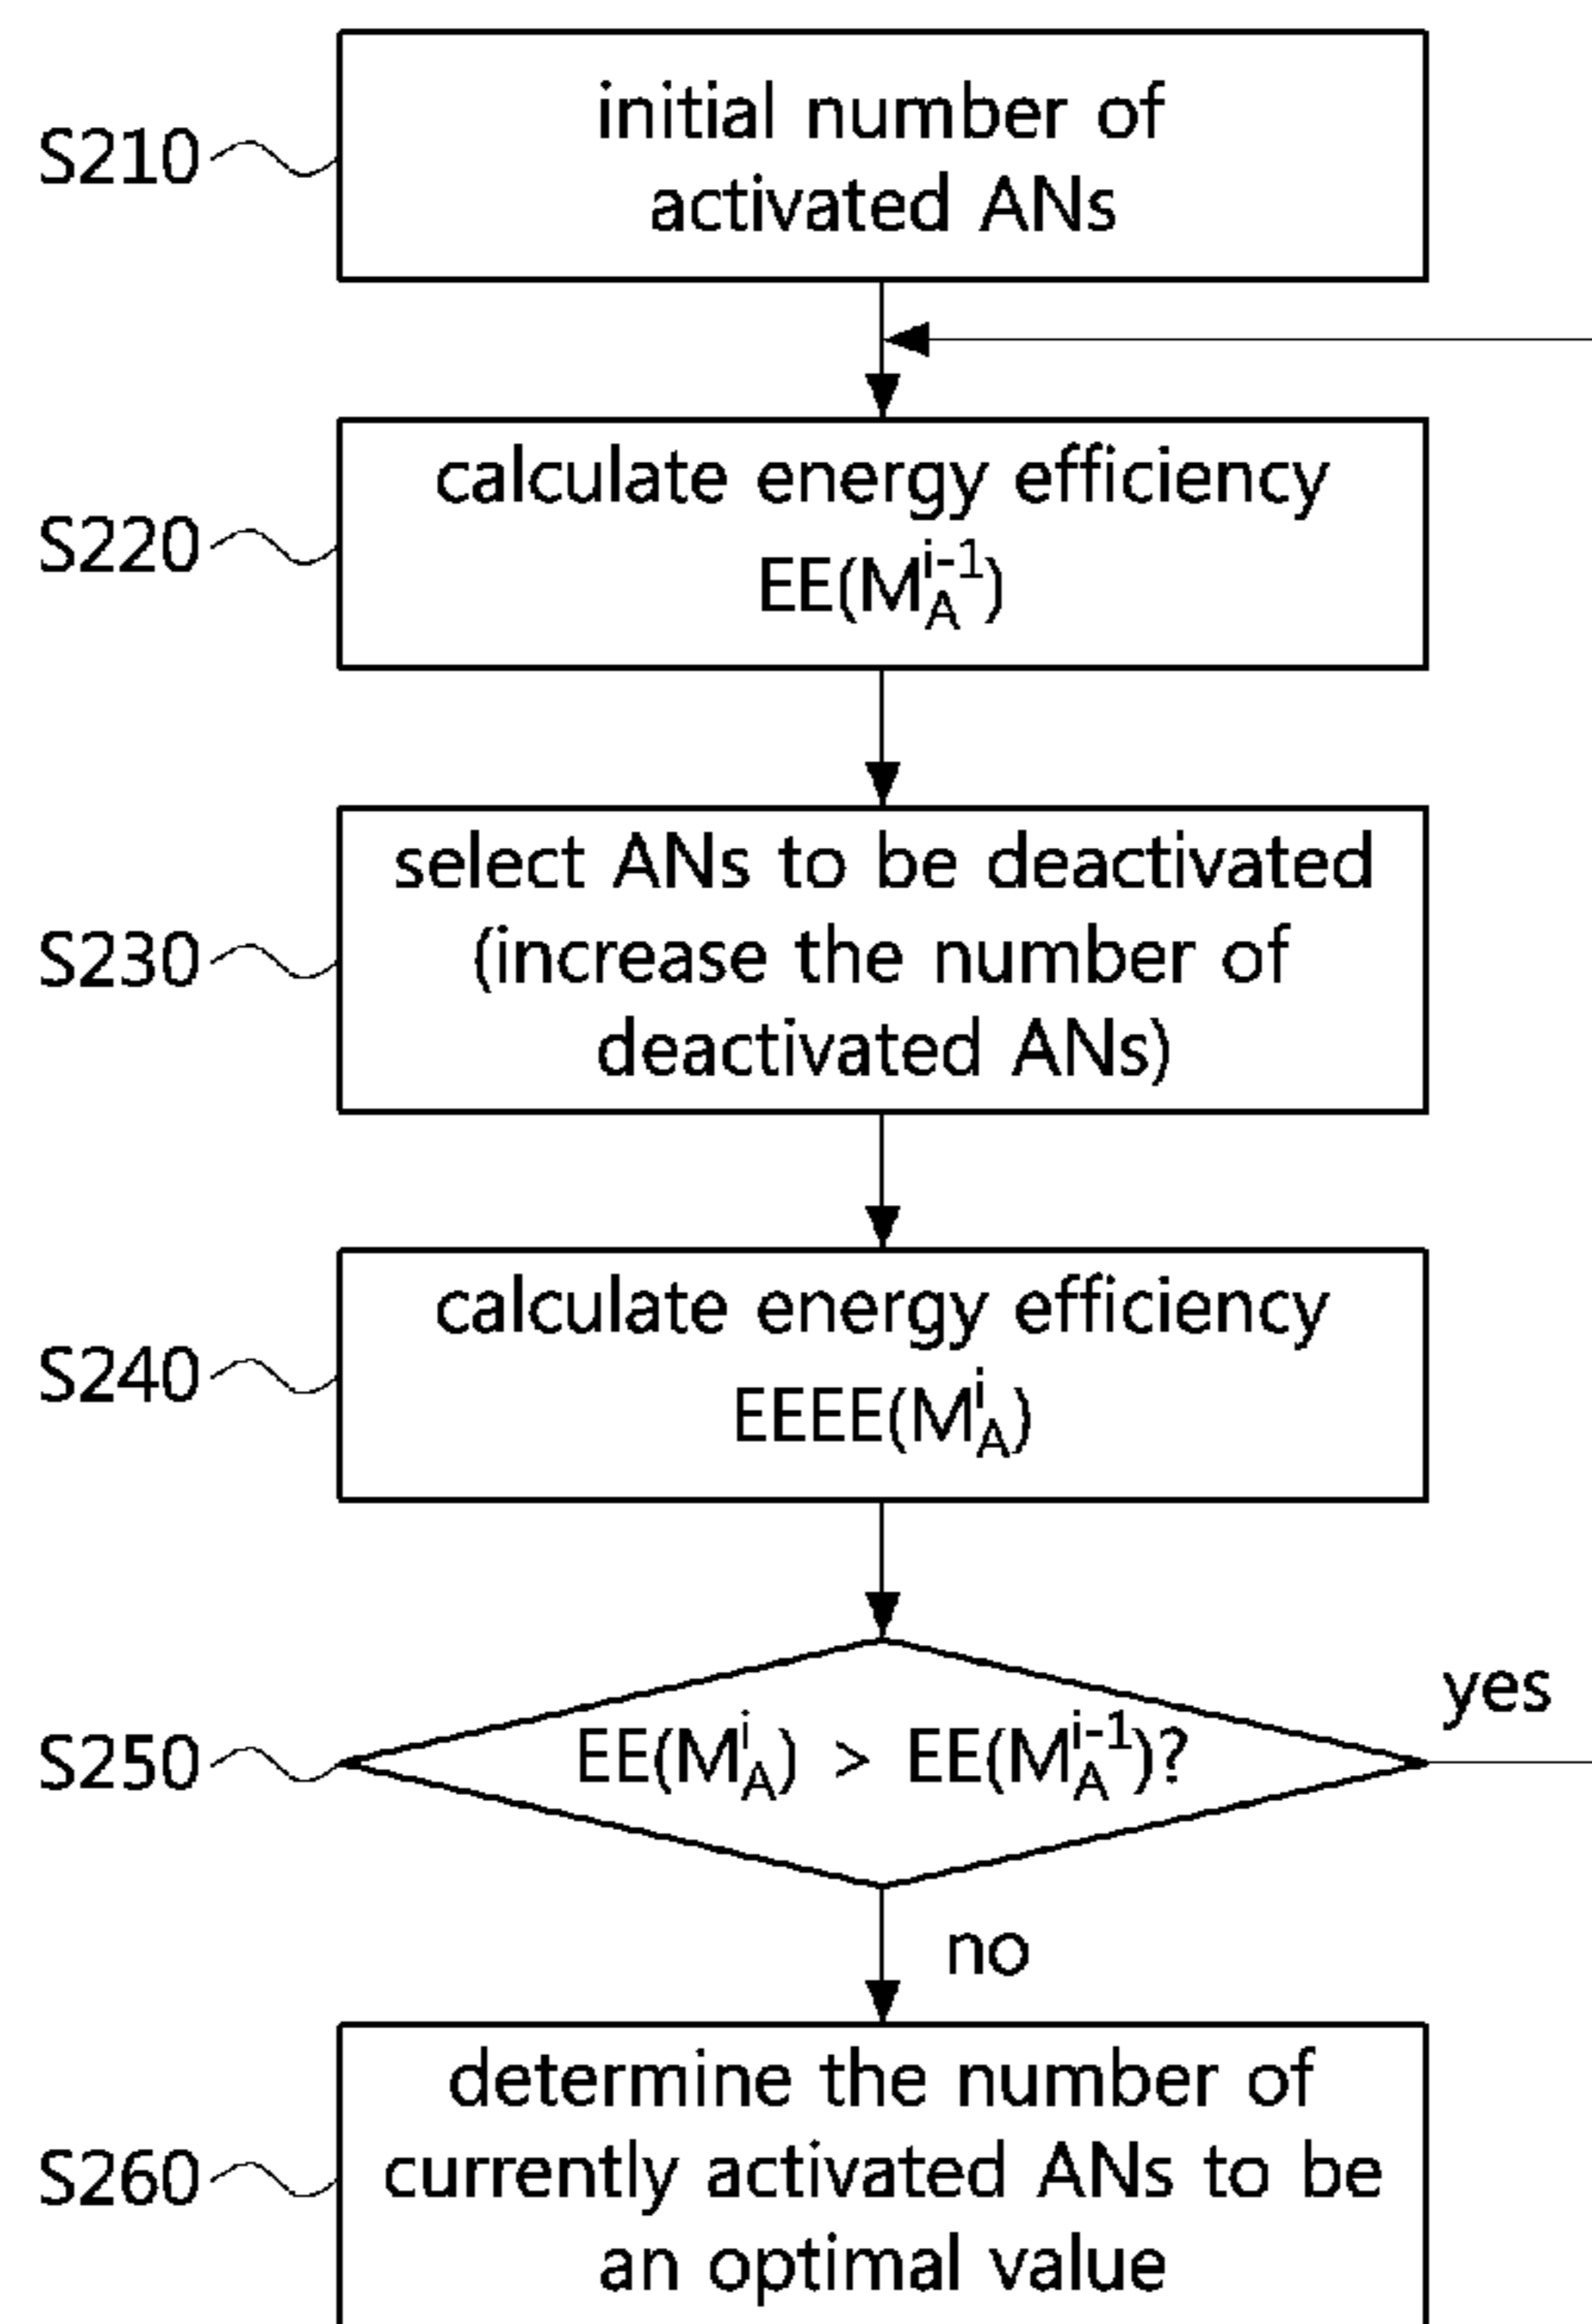 S210
initial number of
activated ANs
S220
calculate energy efficiency
EE(M_A^{i-1})
S230
select ANs to be deactivated
(increase the number of
deactivated ANs)
S240
calculate energy efficiency
EEEE(M_A^i)
S250
EE(M_A^i) > EE(M_A^{i-1})?
yes
no
S260
determine the number of
currently activated ANs to be
an optimal value